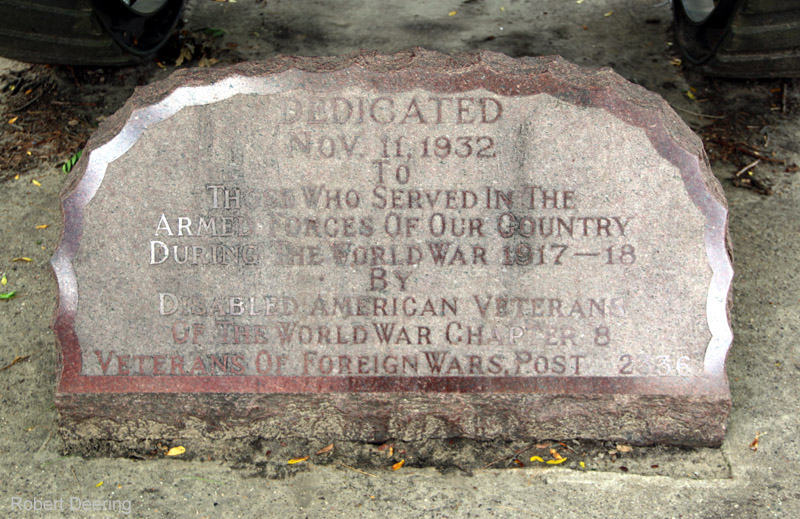 DEDICATED
NOV. 11, 1932
TO
THOSE WHO SERVED IN THE
ARMED FORCES OF OUR COUNTRY
DURING THE WORLD WAR 1917—18
BY
DISABLED AMERICAN VETERANS
OF THE WORLD WAR CHAPTER 8
VETERANS OF FOREIGN WARS, POST
Robert Deering